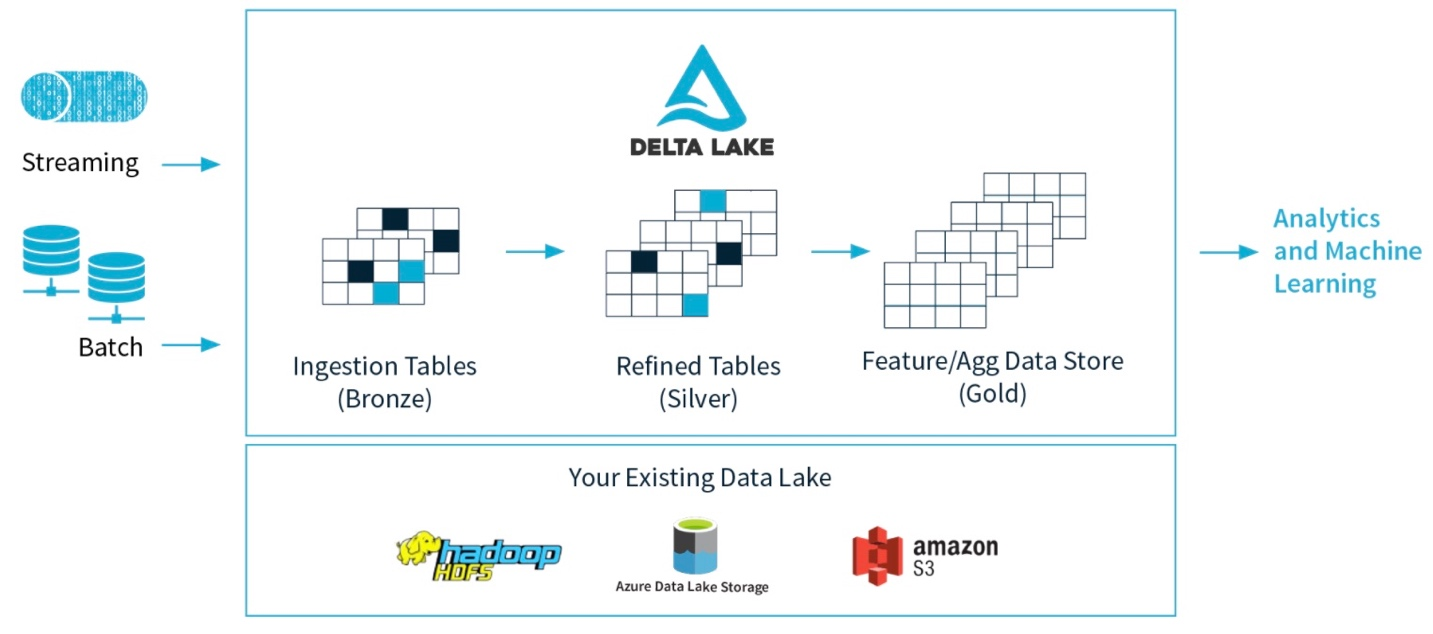 DELTA LAKE
Streaming
Batch
Ingestion Tables
(Bronze)
Refined Tables
(Silver)
Feature/Agg Data Store
(Gold)
Analytics
and Machine
Learning
Your Existing Data Lake
hadoop
HDFS
Azure Data Lake Storage
amazon
S3